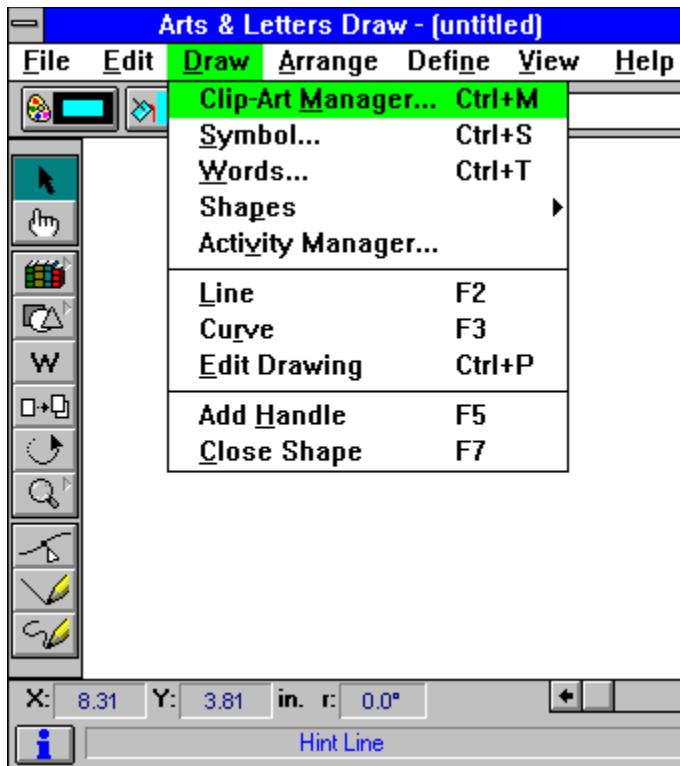 Arts & Letters Draw - (untitled)
File Edit Draw Arrange Define View Help
Clip-Art Manager... Ctrl+M
Symbol... Ctrl+S
Words... Ctrl+T
Shapes
Activity Manager...
Line F2
Curve F3
Edit Drawing Ctrl+P
Add Handle F5
Close Shape F7
W
X: 8.31 Y: 3.81 in. r: 0.0°
i Hint Line